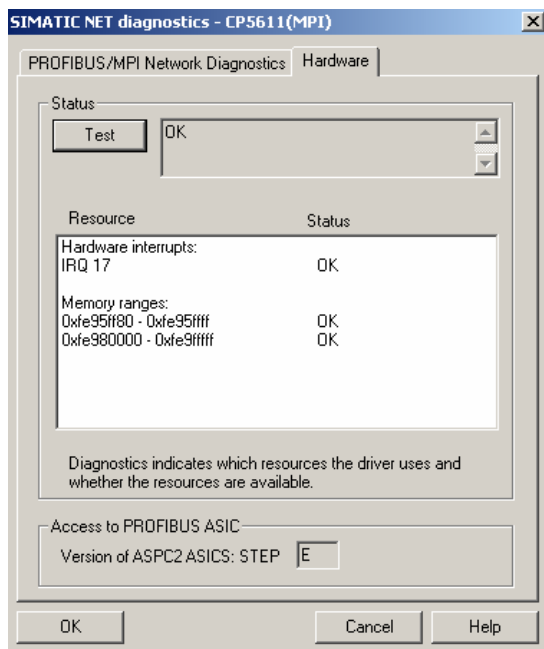 SIMATIC NET diagnostics - CP5611(MPI)
PROFIBUS/MPI Network Diagnostics Hardware
Status
Test OK
Resource Status
Hardware interrupts:
IRQ 17 OK
Memory ranges:
0xfe95ff80 - 0xfe95ffff OK
0xfe980000 - 0xfe9fffff OK
Diagnostics indicates which resources the driver uses and
whether the resources are available.
Access to PROFIBUS ASIC
Version of ASPC2 ASICS: STEP E
OK Cancel Help